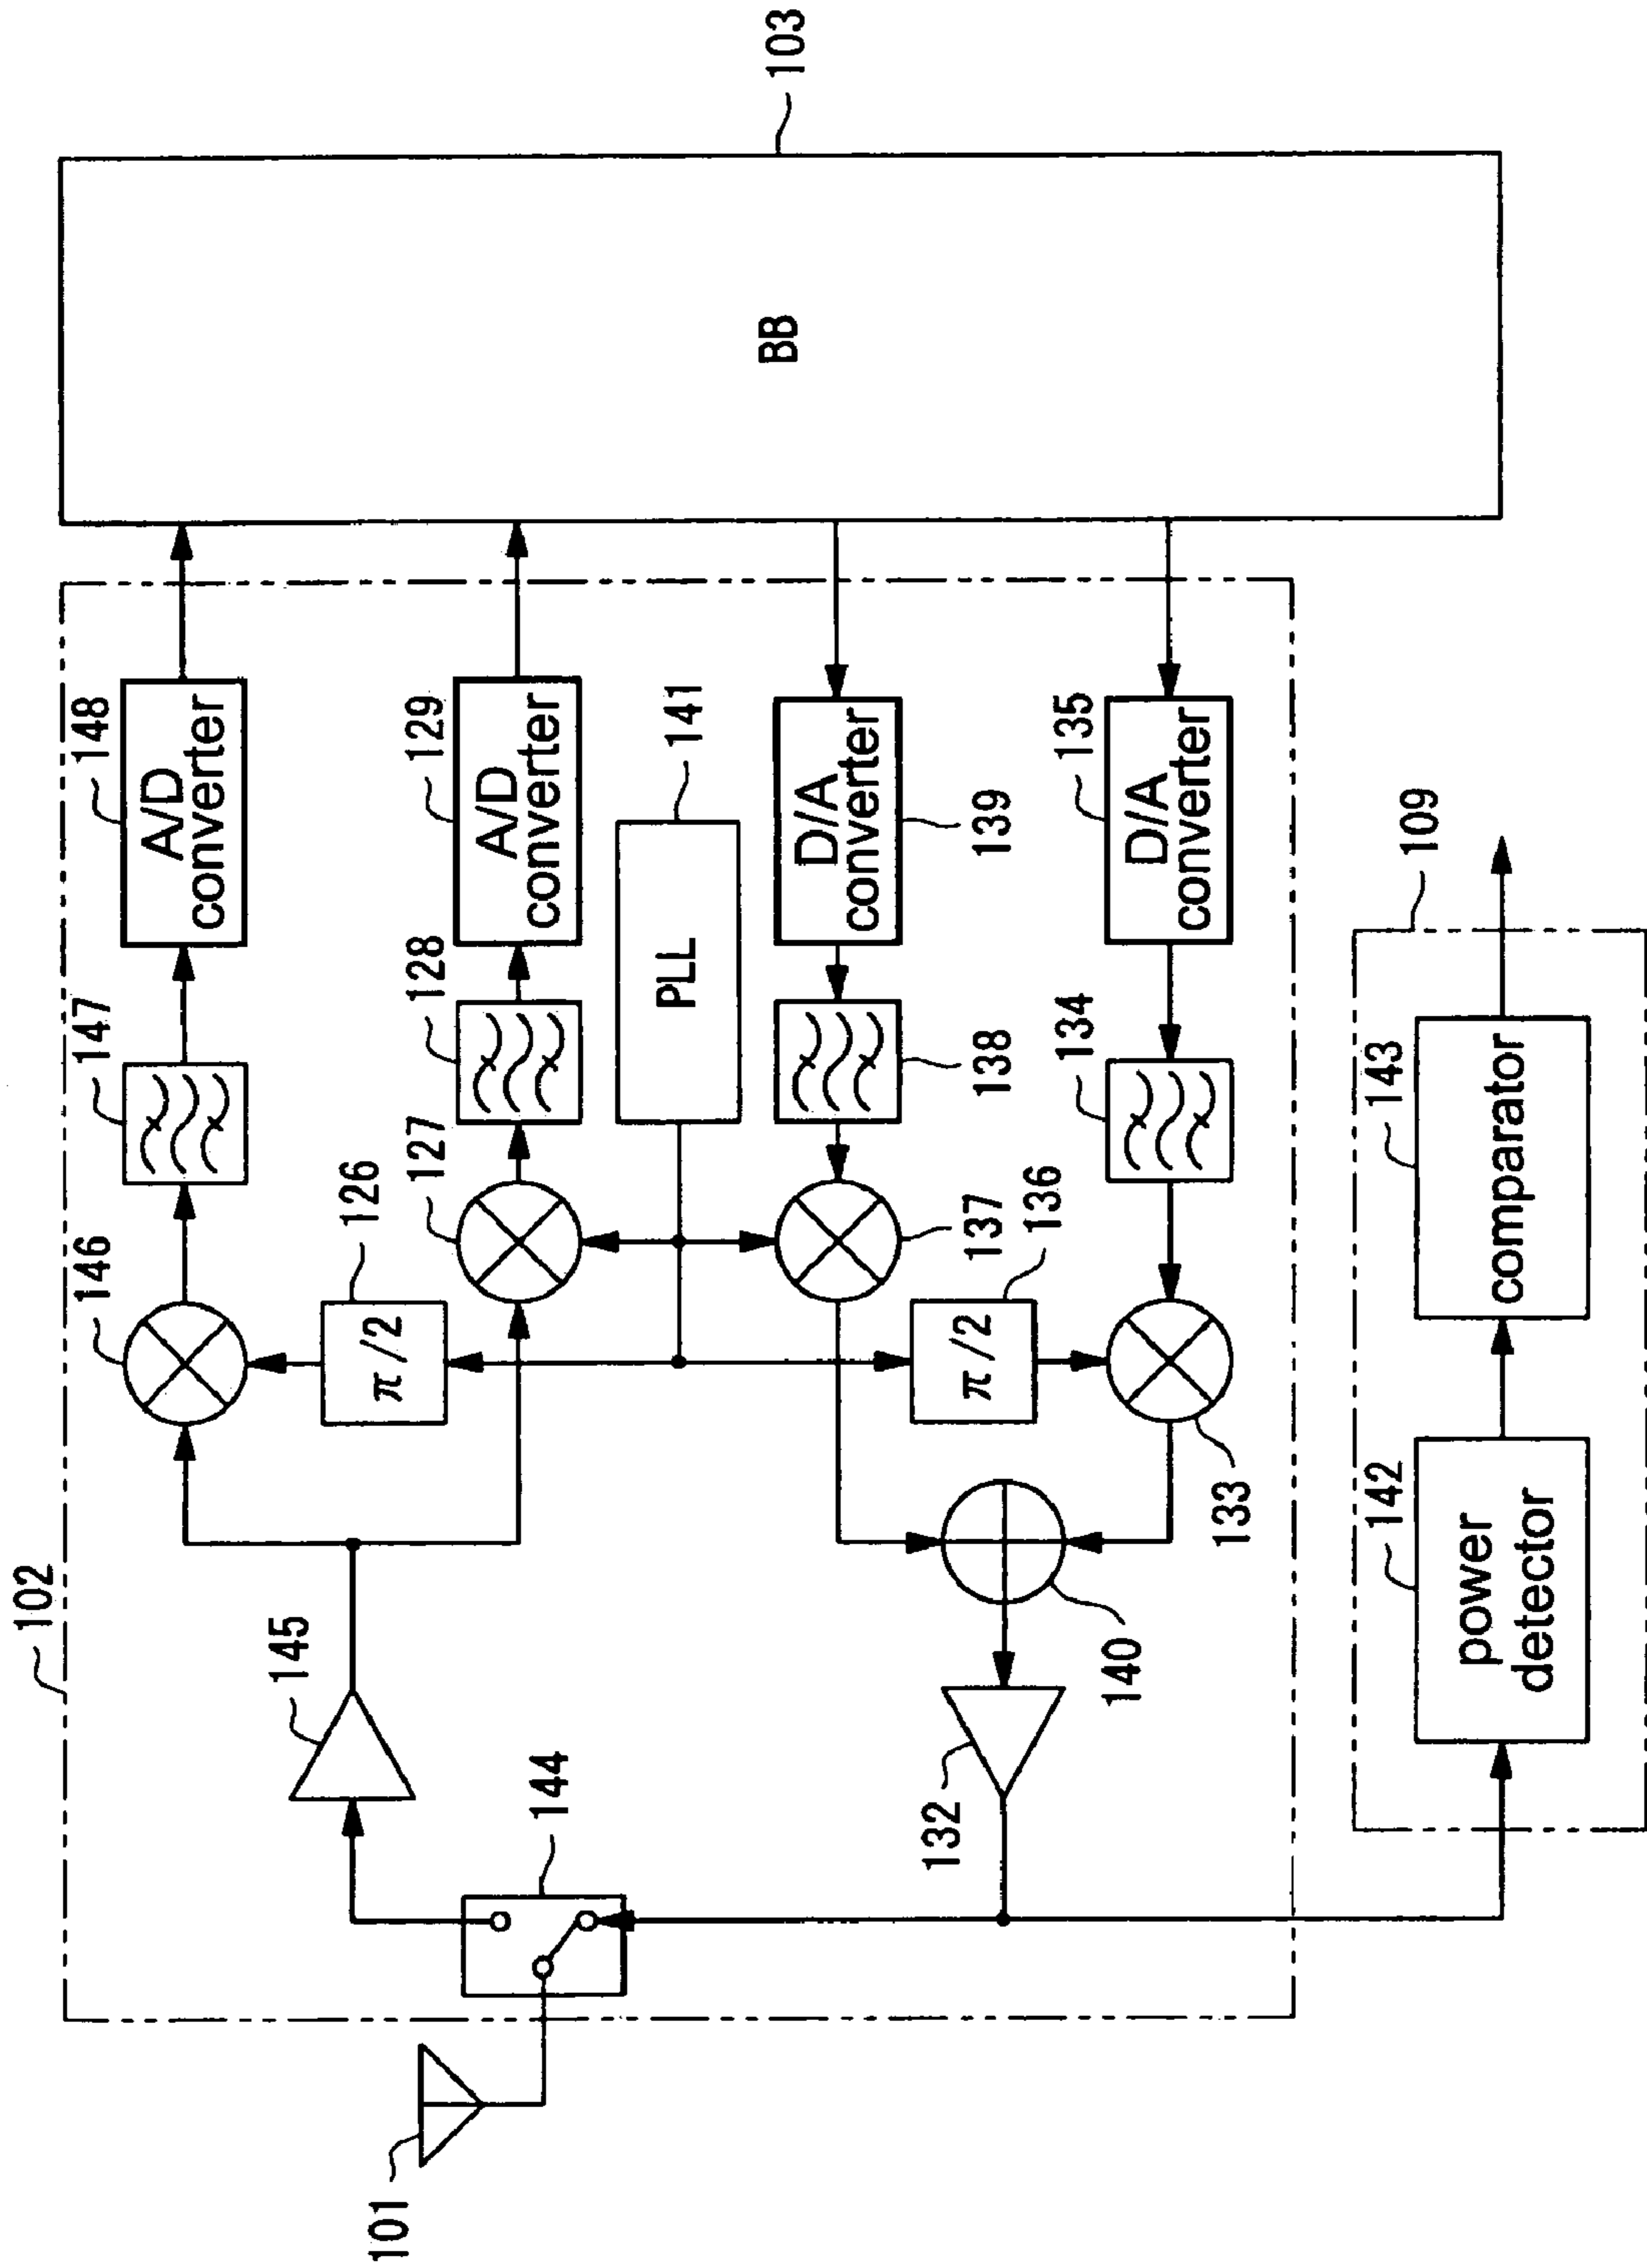 102
101
144
145
146
126
147
148
A/D
converter
127
128
129
A/D
converter
PLL
141
BB
103
132
140
137
138
139
D/A
converter
136
π/2
π/2
133
134
135
D/A
converter
109
142
power
detector
143
comparator